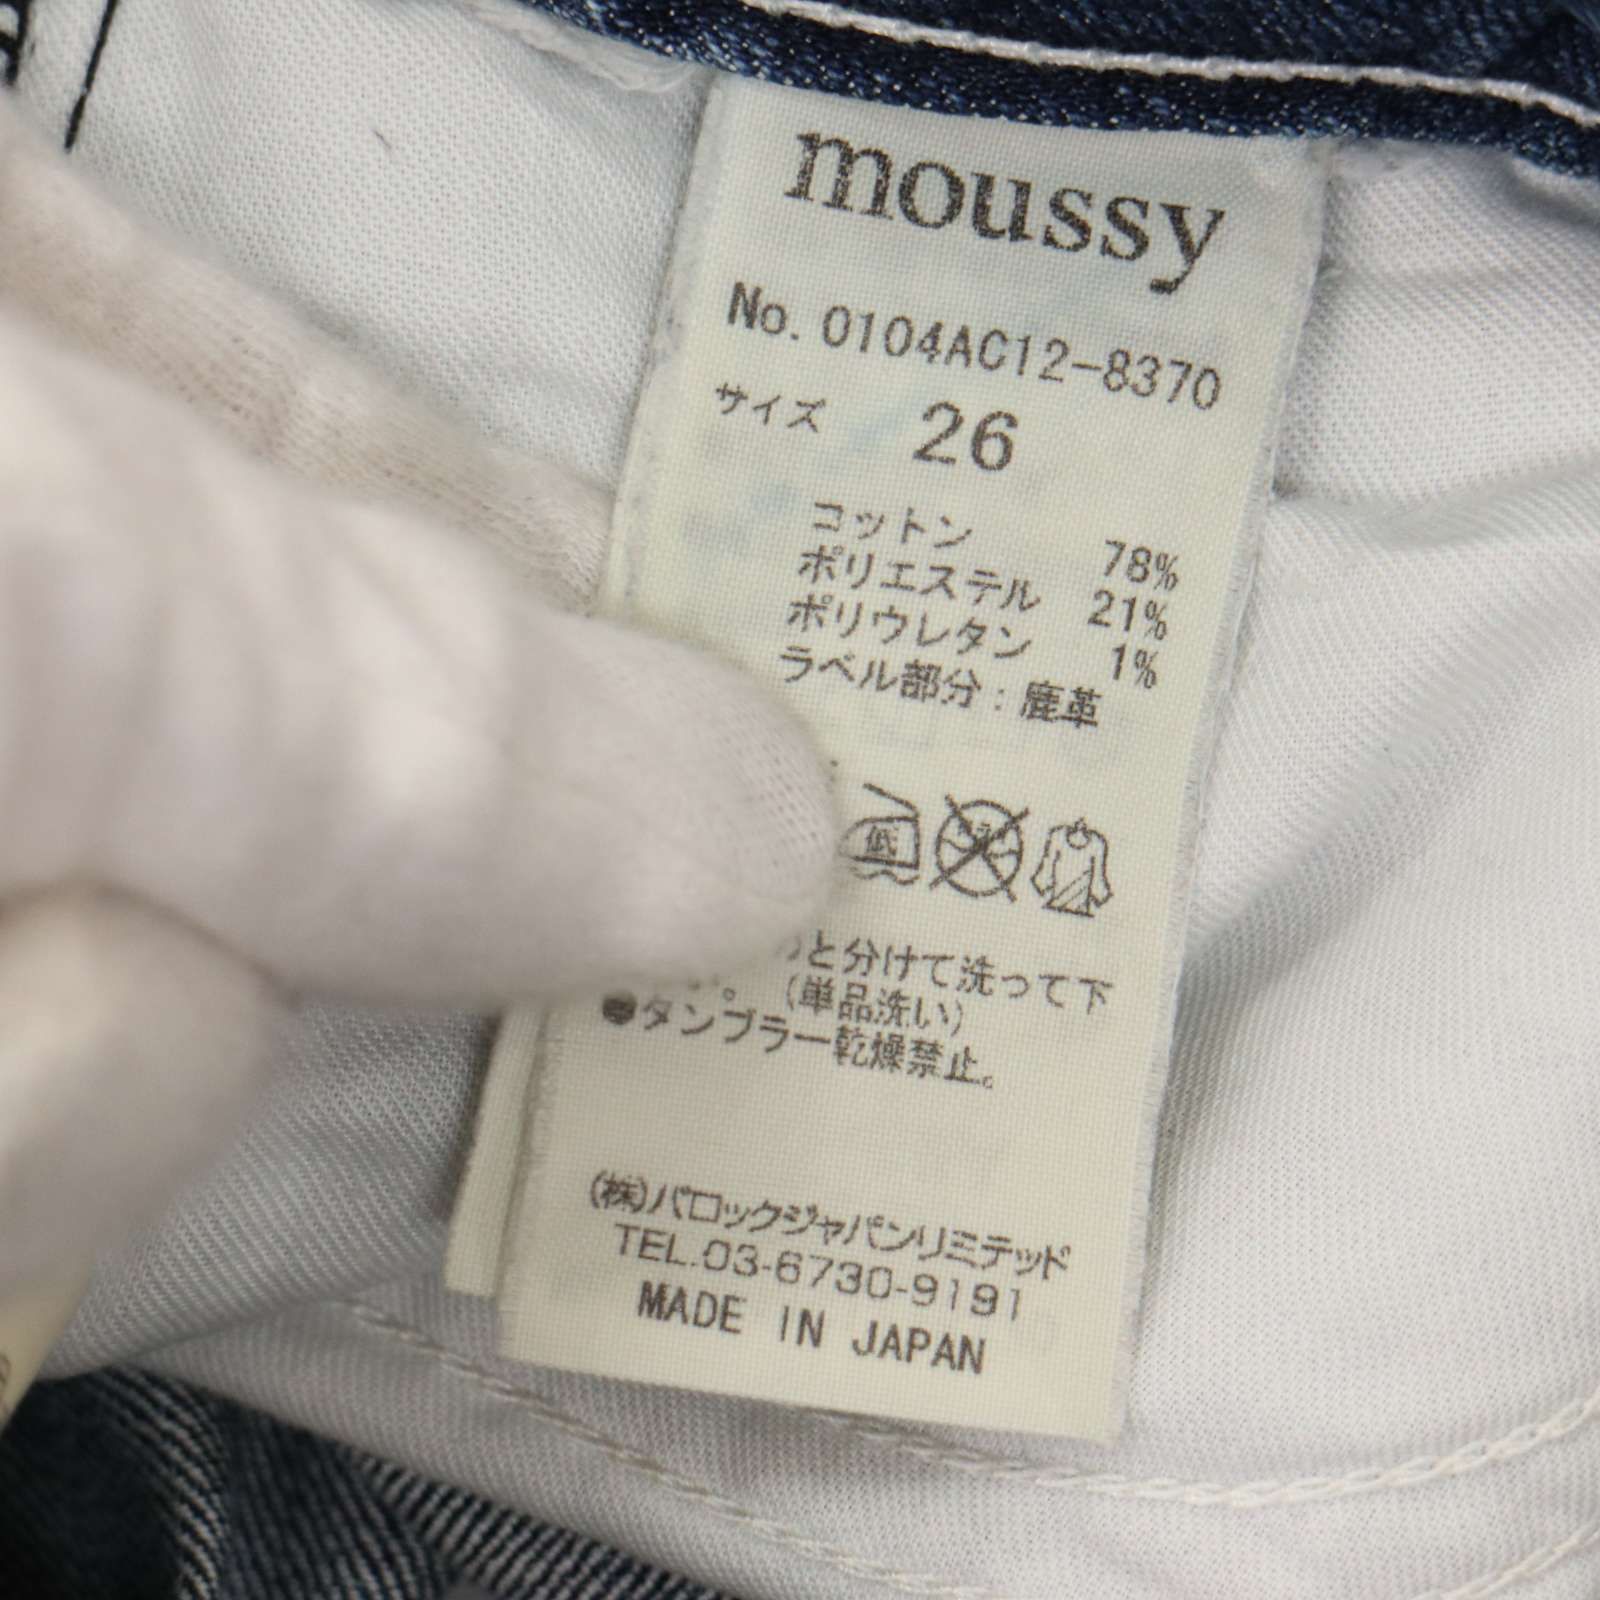 moussy
No. 0104AC12-8370
サイズ 26
コットン 78%
ポリエステル 21%
ポリウレタン 1%
ラベル部分：鹿革
低
と分けて洗って下
。(単品洗い)
●タンブラー乾燥禁止。
(株)バロックジャパンリミテッド
TEL.03-6730-9191
MADE IN JAPAN